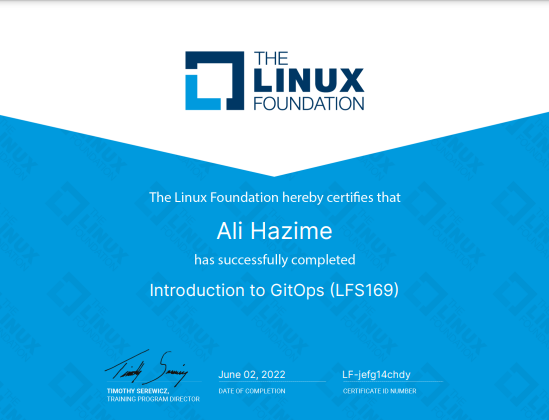 THE
LINUX
FOUNDATION
The Linux Foundation hereby certifies that
Ali Hazime
has successfully completed
Introduction to GitOps (LFS169)
June 02, 2022
LF-jefg14chdy
TIMOTHY SEREWICZ,
TRAINING PROGRAM DIRECTOR
DATE OF COMPLETION
CERTIFICATE ID NUMBER